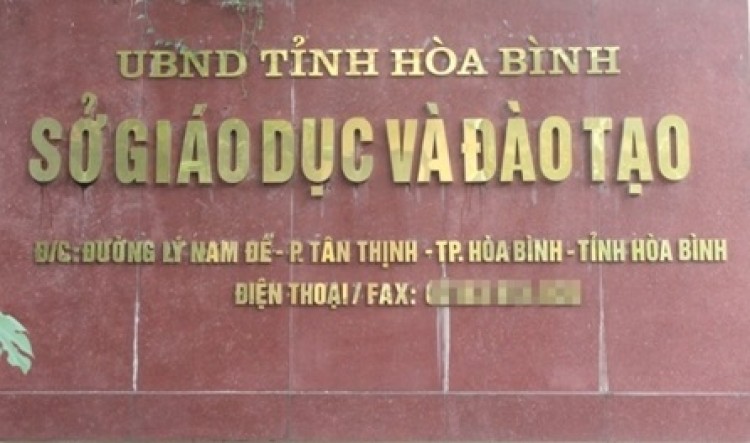 UBND TỈNH HÒA BÌNH
SỞ GIÁO DỤC VÀ ĐÀO TẠO
Đ/C: ĐƯỜNG LÝ NAM ĐẾ - P. TÂN THỊNH - TP. HÒA BÌNH - TỈNH HÒA BÌNH
ĐIỆN THOẠI / FAX: